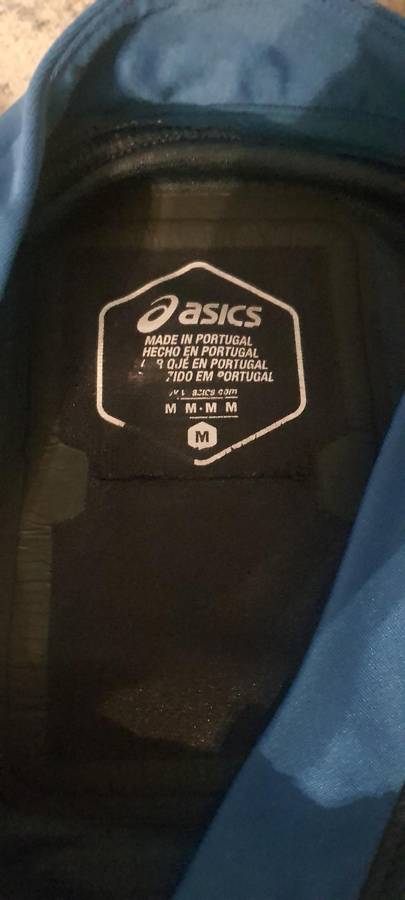 asics
MADE IN PORTUGAL
HECHO EN PORTUGAL
EN PORTUGAL
EM PORTUGAL
asics.com
M M•M M
M